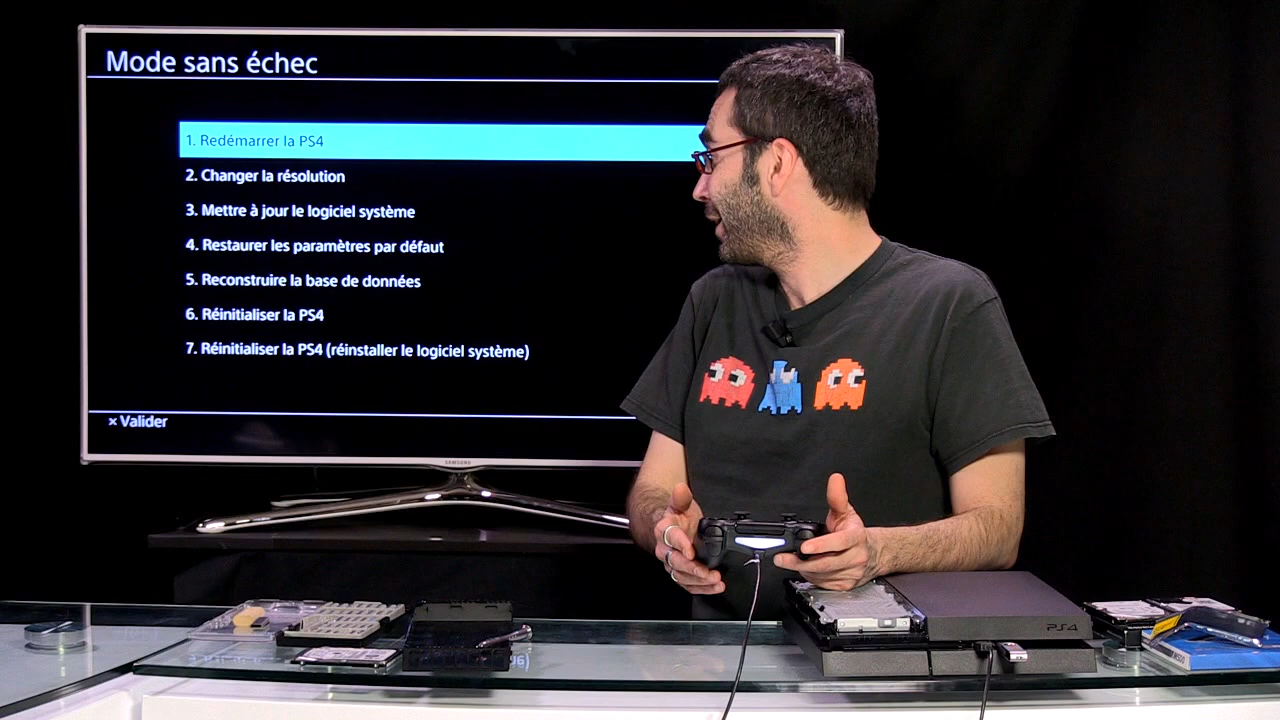 Mode sans échec
1. Redémarrer la PS4
2. Changer la résolution
3. Mettre à jour le logiciel système
4. Restaurer les paramètres par défaut
5. Reconstruire la base de données
6. Réinitialiser la PS4
7. Réinitialiser la PS4 (réinstaller le logiciel système)
× Valider
SAMSUNG
PS4